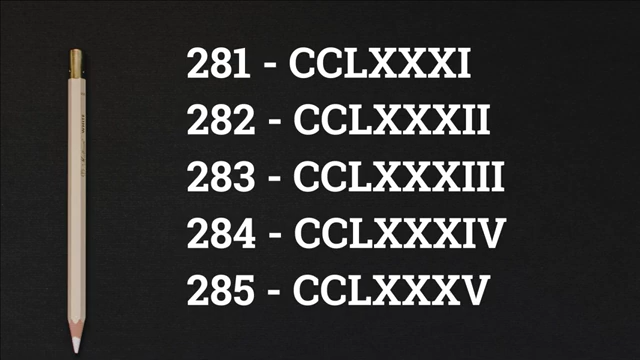 281 - CCLXXXI
282 - CCLXXXII
283 - CCLXXXIII
284 - CCLXXXIV
285 - CCLXXXV